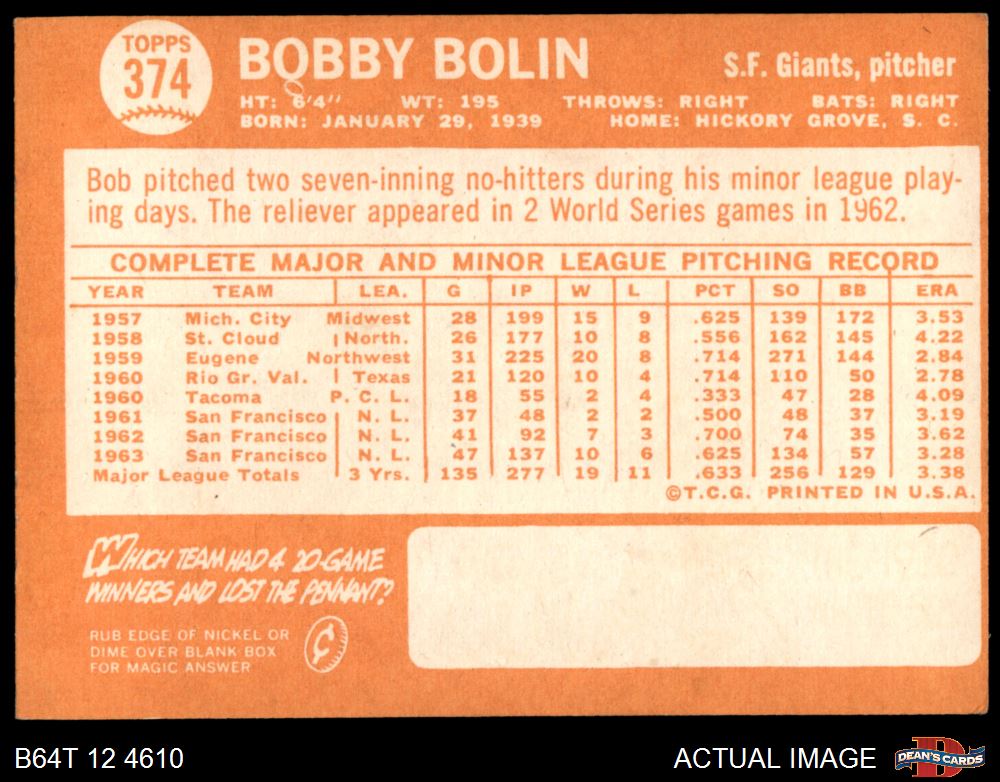 TOPPS
374
BOBBY BOLIN
S.F. Giants, pitcher
HT: 6'4" WT: 195 THROWS: RIGHT BATS: RIGHT
BORN: JANUARY 29, 1939 HOME: HICKORY GROVE, S. C.
Bob pitched two seven-inning no-hitters during his minor league play-
ing days. The reliever appeared in 2 World Series games in 1962.
COMPLETE MAJOR AND MINOR LEAGUE PITCHING RECORD
YEAR TEAM LEA. G IP W L PCT SO BB ERA
1957 Mich. City Midwest 28 199 15 9 .625 139 172 3.53
1958 St. Cloud North. 26 177 10 8 .556 162 145 4.22
1959 Eugene Northwest 31 225 20 8 .714 271 144 2.84
1960 Rio Gr. Val. Texas 21 120 10 4 .714 110 50 2.78
1960 Tacoma P. C. L. 18 55 2 4 .333 47 28 4.09
1961 San Francisco N. L. 37 48 2 2 .500 48 37 3.19
1962 San Francisco N. L. 41 92 7 3 .700 74 35 3.62
1963 San Francisco N. L. 47 137 10 6 .625 134 57 3.28
Major League Totals 3 Yrs. 135 277 19 11 .633 256 129 3.38
©T.C.G. PRINTED IN U.S.A.
WHICH TEAM HAD 4 20-GAME
WINNERS AND LOST THE PENNANT?
RUB EDGE OF NICKEL OR
DIME OVER BLANK BOX
FOR MAGIC ANSWER
¢
B64T 12 4610
ACTUAL IMAGE
D
DEAN'S CARDS